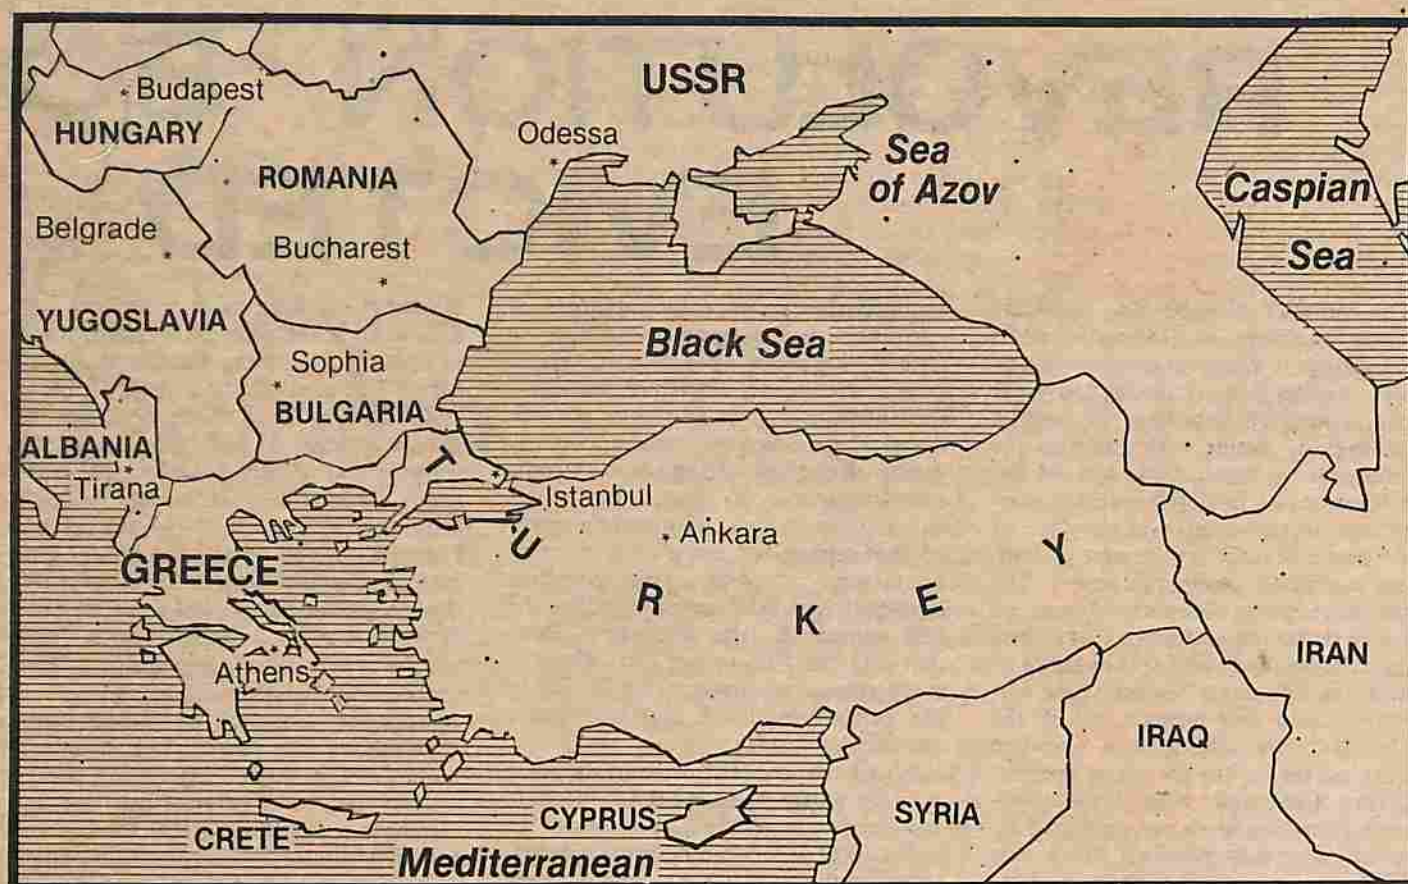 USSR
Budapest
HUNGARY
Odessa
Sea
of Azov
ROMANIA
Caspian
Sea
Belgrade
Bucharest
YUGOSLAVIA
Black Sea
Sophia
BULGARIA
ALBANIA
Tirana
Istanbul
Ankara
T U R K E Y
GREECE
Athens
IRAN
IRAQ
SYRIA
CYPRUS
CRETE
Mediterranean